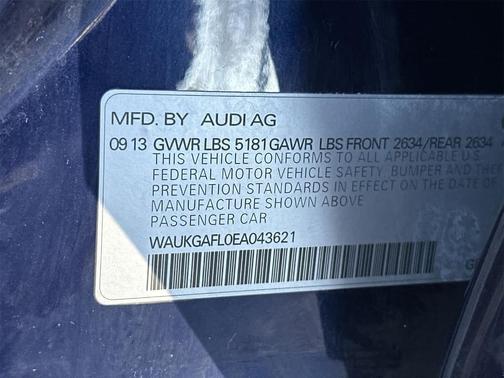 MFD. BY AUDI AG
09 13 GVWR LBS 5181 GAWR LBS FRONT 2634/REAR 2634
THIS VEHICLE CONFORMS TO ALL APPLICABLE U.S.
FEDERAL MOTOR VEHICLE SAFETY, BUMPER AND
PREVENTION STANDARDS IN EFFECT ON THE DATE OF
MANUFACTURE SHOWN ABOVE
PASSENGER CAR
WAUKGAFL0EA043621